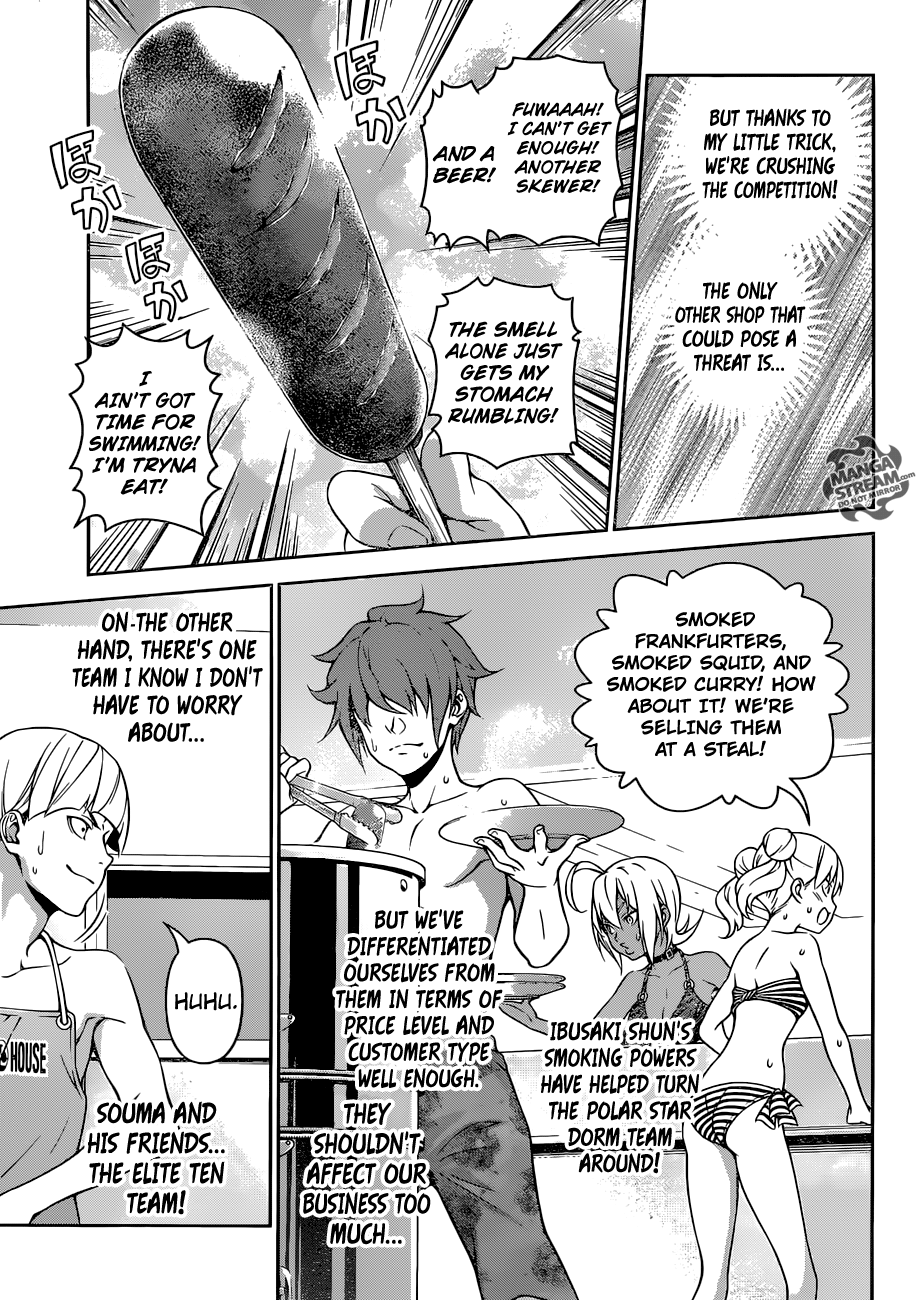 BUT THANKS TO
MY LITTLE TRICK,
WE'RE CRUSHING
THE COMPETITION!
THE ONLY
OTHER SHOP THAT
COULD POSE A
THREAT IS...
MANGA
STREAM.com
DO NOT MIRROR
FUWAAAH!
I CAN'T GET
ENOUGH!
ANOTHER
SKEWER!
AND A
BEER!
ほか
ほか
ほか
THE SMELL
ALONE JUST
GETS MY
STOMACH
RUMBLING!
I
AIN'T GOT
TIME FOR
SWIMMING!
I'M TRYNA
EAT!
SMOKED
FRANKFURTERS,
SMOKED SQUID, AND
SMOKED CURRY! HOW
ABOUT IT! WE'RE
SELLING THEM
AT A STEAL!
IBUSAKI SHUN'S
SMOKING POWERS
HAVE HELPED TURN
THE POLAR STAR
DORM TEAM
AROUND!
BUT WE'VE
DIFFERENTIATED
OURSELVES FROM
THEM IN TERMS OF
PRICE LEVEL AND
CUSTOMER TYPE
WELL ENOUGH.
THEY
SHOULDN'T
AFFECT OUR
BUSINESS TOO
MUCH...
ON THE OTHER
HAND, THERE'S ONE
TEAM I KNOW I DON'T
HAVE TO WORRY
ABOUT...
HUHU.
HOUSE
SOUMA AND
HIS FRIENDS...
THE ELITE TEN
TEAM!